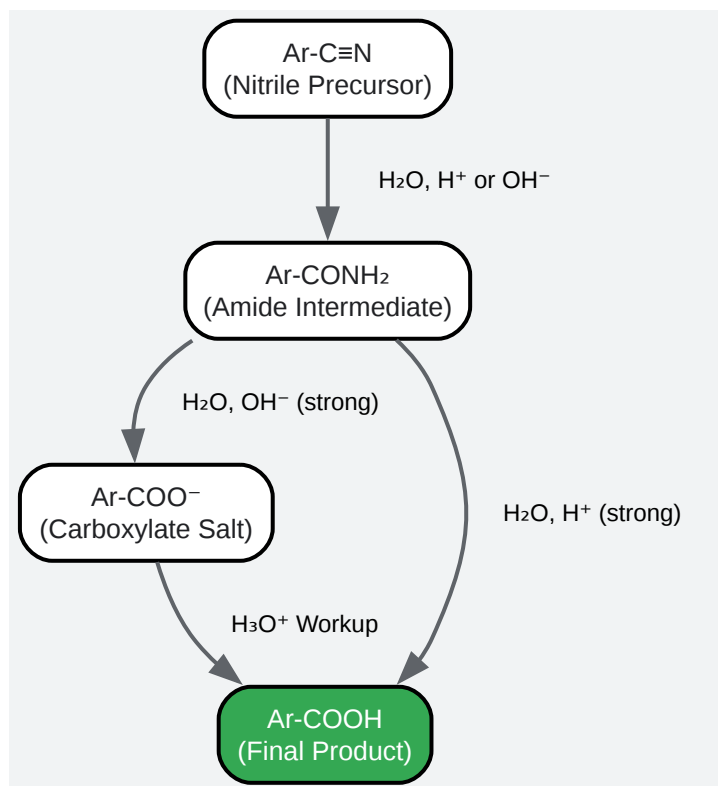 Ar-C≡N
(Nitrile Precursor)
H₂O, H⁺ or OH⁻
Ar-CONH₂
(Amide Intermediate)
H₂O, OH⁻ (strong)
Ar-COO⁻
(Carboxylate Salt)
H₂O, H⁺ (strong)
H₃O⁺ Workup
Ar-COOH
(Final Product)